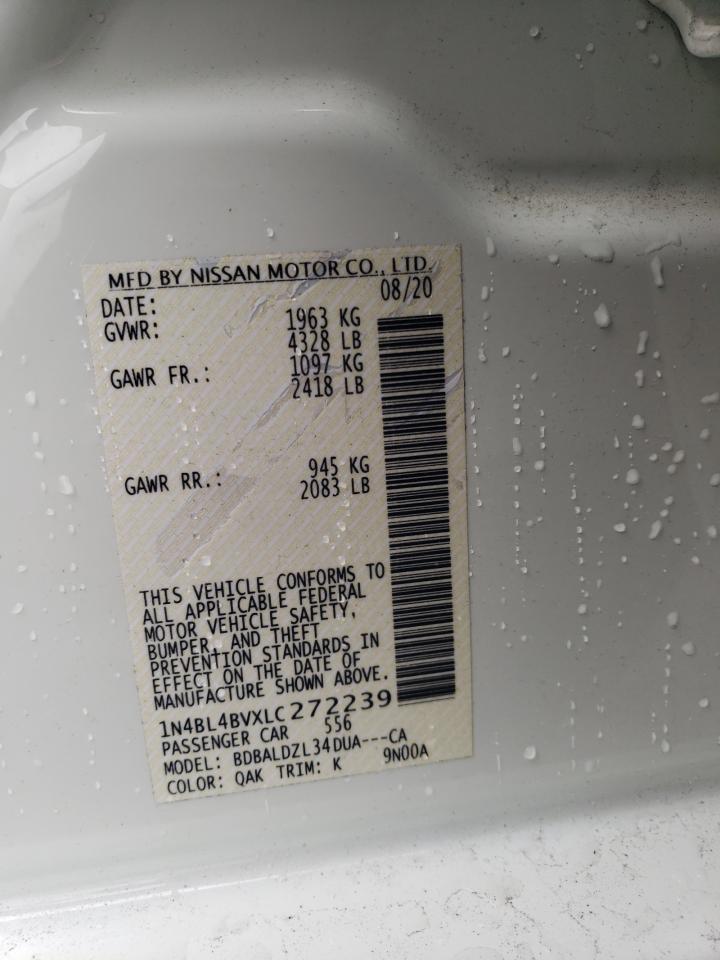 MFD BY NISSAN MOTOR CO., LTD.
DATE: 08/20
GVWR: 1963 KG
4328 LB
GAWR FR.: 1097 KG
2418 LB
GAWR RR.: 945 KG
2083 LB
THIS VEHICLE CONFORMS TO
ALL APPLICABLE FEDERAL
MOTOR VEHICLE SAFETY,
BUMPER, AND THEFT
PREVENTION STANDARDS IN
EFFECT ON THE DATE OF
MANUFACTURE SHOWN ABOVE.
1N4BL4BVXLC272239
PASSENGER CAR 556
MODEL: BDBALDZL34DUA---CA
COLOR: QAK TRIM: K 9N00A